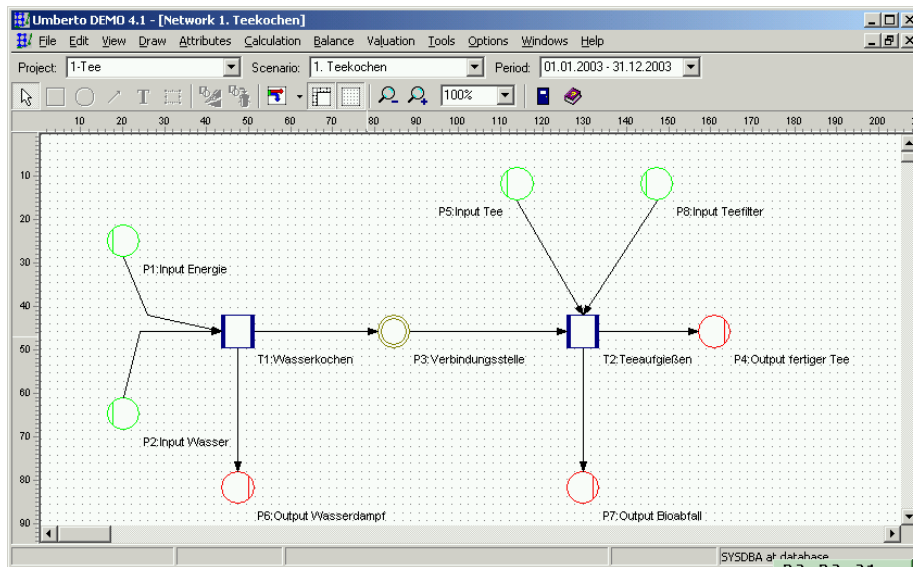 Umberto DEMO 4.1 - [Network 1. Teekochen]
File Edit View Draw Attributes Calculation Balance Valuation Tools Options Windows Help
Project: 1-Tee Scenario: 1. Teekochen Period: 01.01.2003 - 31.12.2003
T 100%
10 20 30 40 50 60 70 80 90 100 110 120 130 140 150 160 170 180 190 200
10
P5:Input Tee P8:Input Teefilter
20
P1:Input Energie
30
40
T1:Wasserkochen P3:Verbindungsstelle T2:Teeaufgießen P4:Output fertiger Tee
50
60
P2:Input Wasser
70
80
P6:Output Wasserdampf P7:Output Bioabfall
90
SYSDBA at database